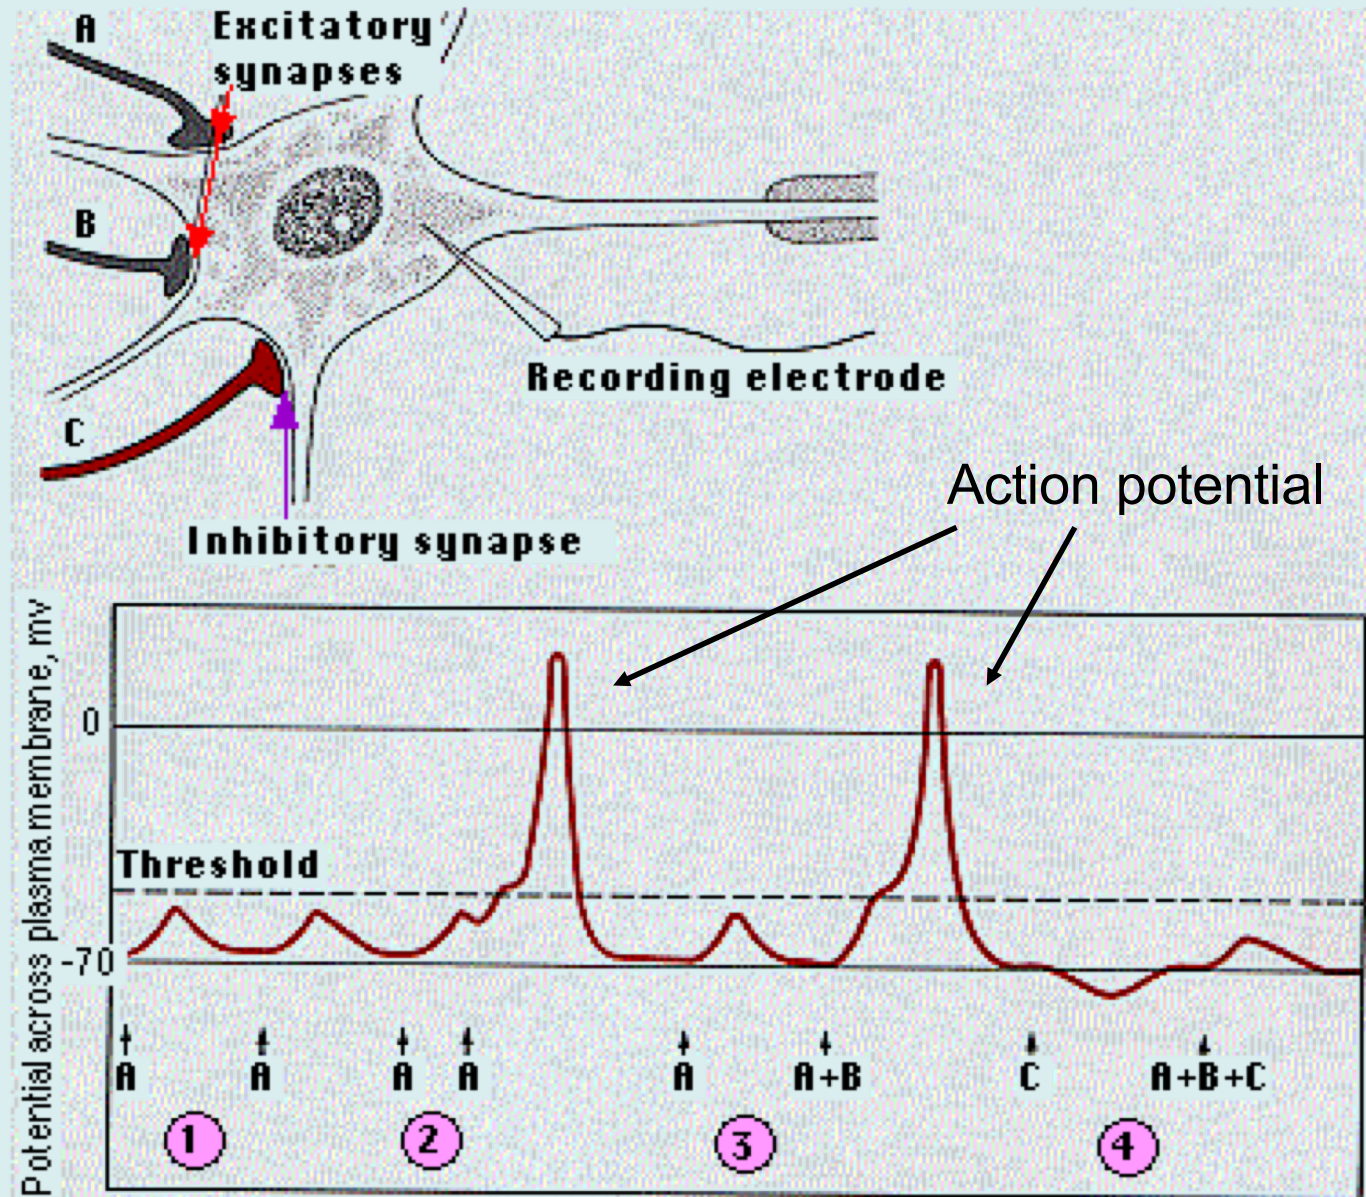 A
Excitatory
synapses
B
C
Recording electrode
Inhibitory synapse
Action potential
Potential across plasma membrane, mv
0
Threshold
-70
A A A A A A+B C A+B+C
1 2 3 4